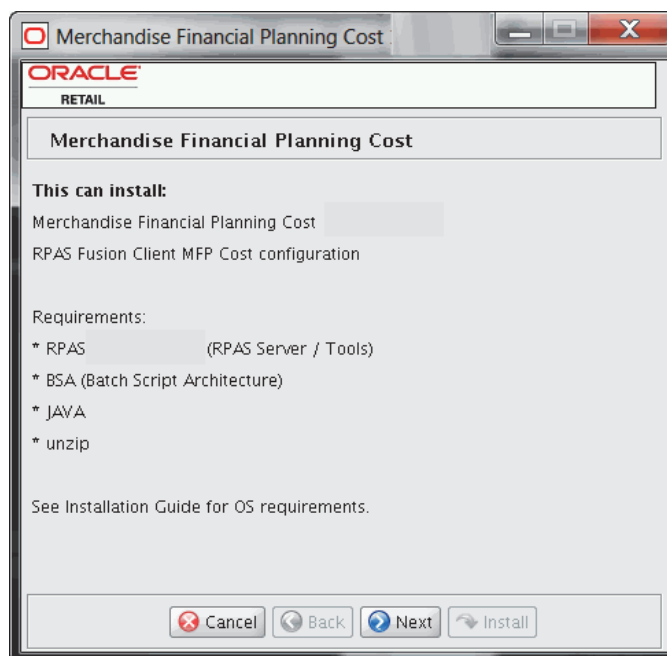 Merchandise Financial Planning Cost
ORACLE
RETAIL
Merchandise Financial Planning Cost
This can install:
Merchandise Financial Planning Cost
RPAS Fusion Client MFP Cost configuration
Requirements:
* RPAS (RPAS Server / Tools)
* BSA (Batch Script Architecture)
* JAVA
* unzip
See Installation Guide for OS requirements.
Cancel Back Next Install